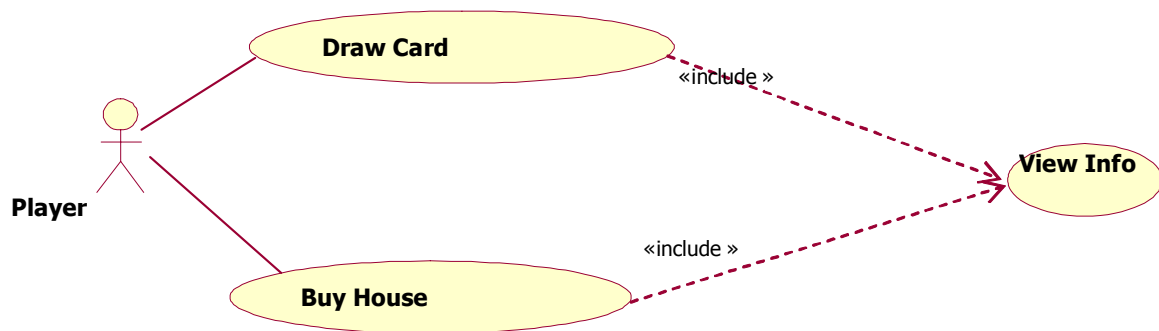 Draw Card
«include »
View Info
Player
«include »
Buy House